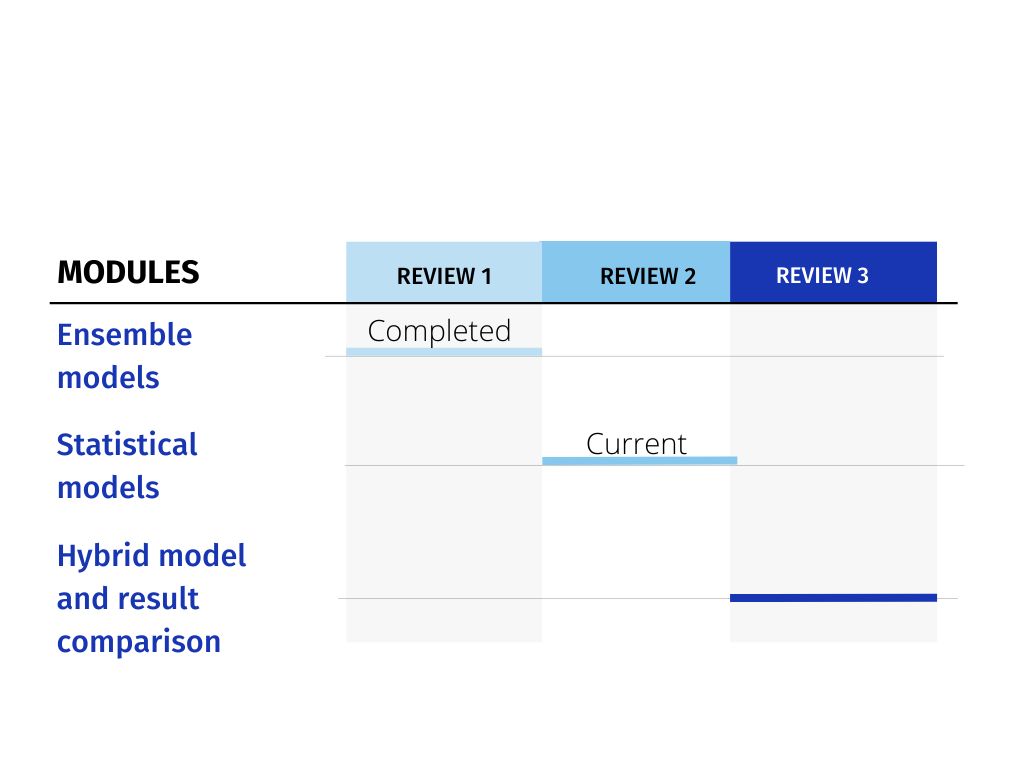 MODULES
REVIEW 1
REVIEW 2
REVIEW 3
Ensemble
models
Completed
Statistical
models
Current
Hybrid model
and result
comparison